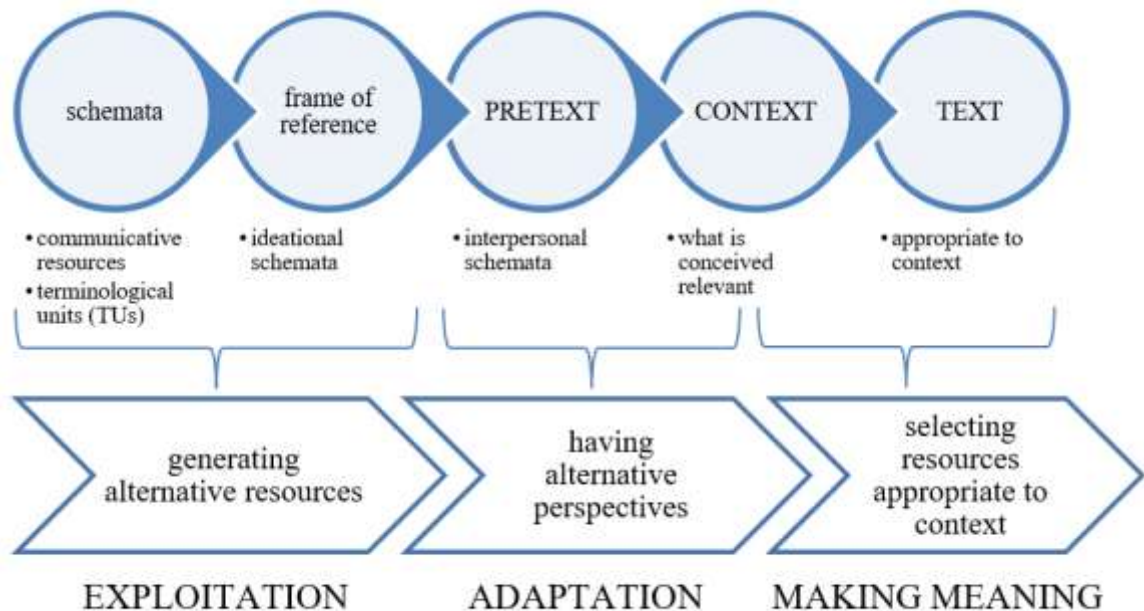 schemata
frame of
reference
PRETEXT
CONTEXT
TEXT
• communicative
resources
• terminological
units (TUs)
• ideational
schemata
• interpersonal
schemata
• what is
conceived
relevant
• appropriate to
context
generating
alternative resources
having
alternative
perspectives
selecting
resources
appropriate to
context
EXPLOITATION
ADAPTATION
MAKING MEANING